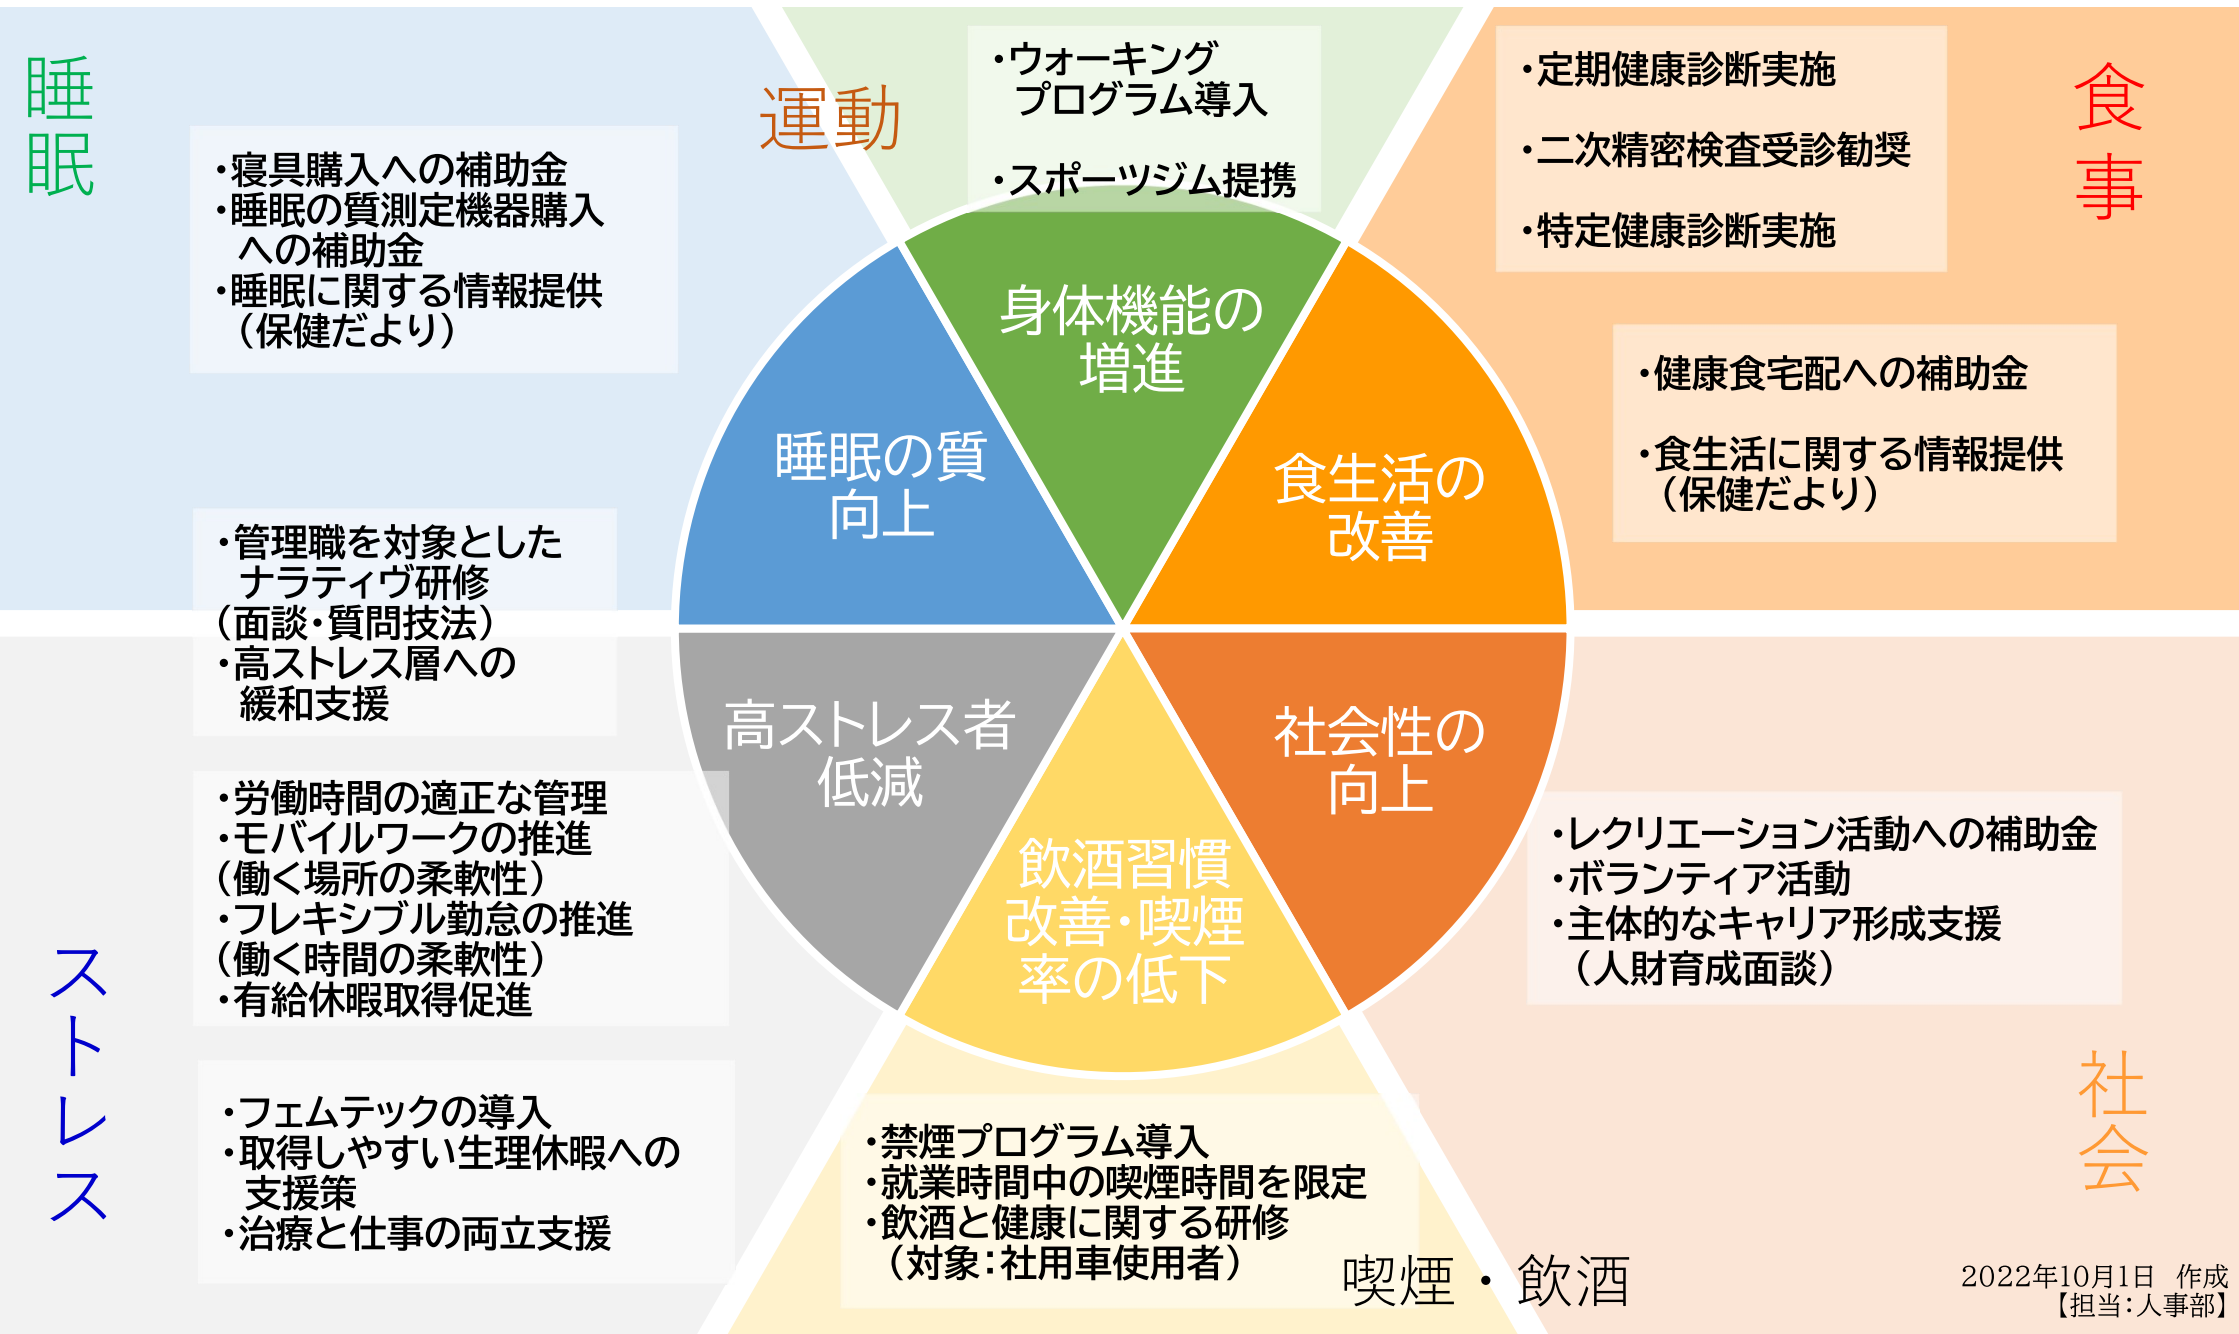 睡眠
・寝具購入への補助金
・睡眠の質測定機器購入
への補助金
・睡眠に関する情報提供
（保健だより）
運動
・ウォーキング
プログラム導入
・スポーツジム提携
食事
・定期健康診断実施
・二次精密検査受診勧奨
・特定健康診断実施
・健康食宅配への補助金
・食生活に関する情報提供
（保健だより）
身体機能の
増進
睡眠の質
向上
食生活の
改善
高ストレス者
低減
社会性の
向上
飲酒習慣
改善・喫煙
率の低下
・管理職を対象とした
ナラティヴ研修
（面談・質問技法）
・高ストレス層への
緩和支援
・労働時間の適正な管理
・モバイルワークの推進
（働く場所の柔軟性）
・フレキシブル勤怠の推進
（働く時間の柔軟性）
・有給休暇取得促進
ストレス
・フェムテックの導入
・取得しやすい生理休暇への
支援策
・治療と仕事の両立支援
・禁煙プログラム導入
・就業時間中の喫煙時間を限定
・飲酒と健康に関する研修
（対象：社用車使用者）
喫煙・飲酒
・レクリエーション活動への補助金
・ボランティア活動
・主体的なキャリア形成支援
（人財育成面談）
社会
2022年10月1日　作成
【担当：人事部】